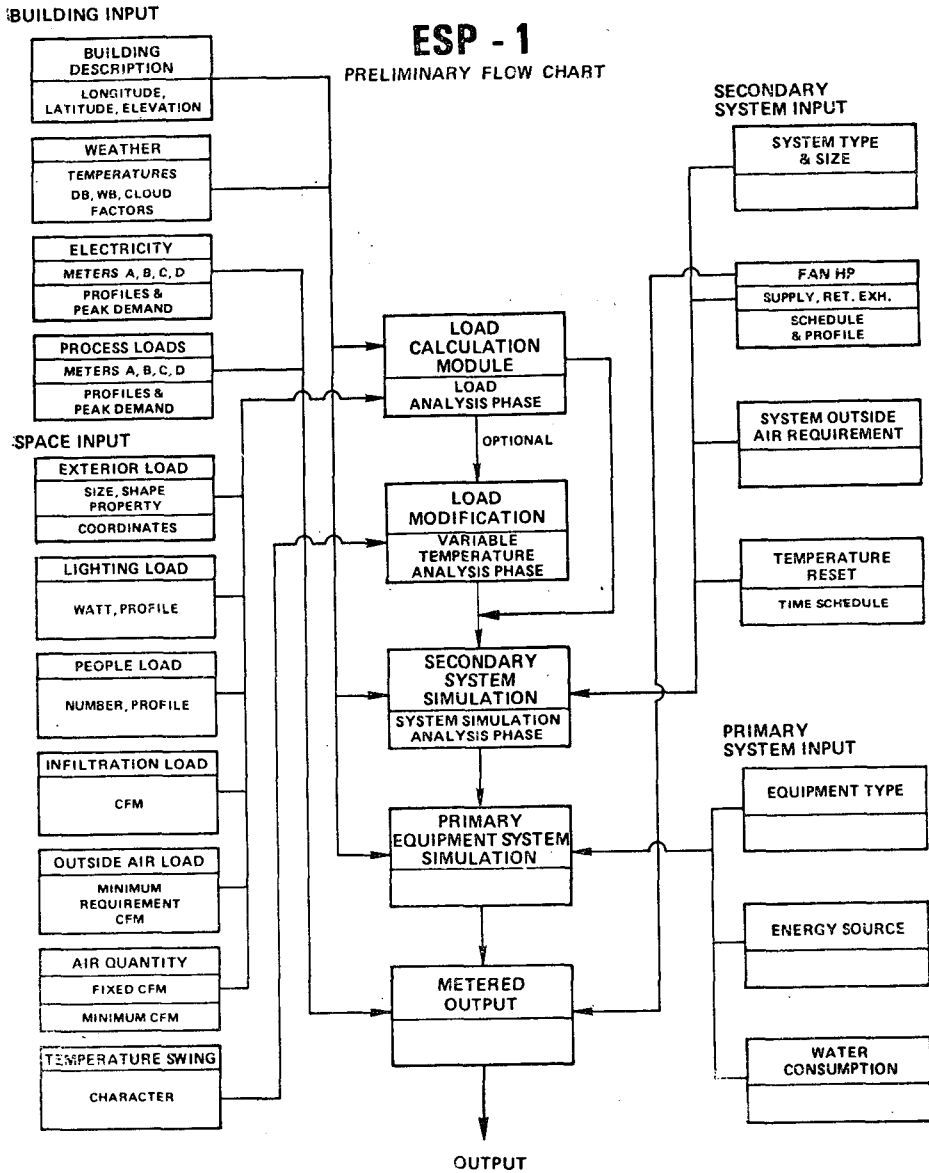 BUILDING INPUT
ESP - 1
PRELIMINARY FLOW CHART
BUILDING
DESCRIPTION
LONGITUDE,
LATITUDE, ELEVATION
WEATHER
TEMPERATURES
DB, WB, CLOUD
FACTORS
ELECTRICITY
METERS A, B, C, D
PROFILES &
PEAK DEMAND
PROCESS LOADS
METERS A, B, C, D
PROFILES &
PEAK DEMAND
SPACE INPUT
EXTERIOR LOAD
SIZE, SHAPE
PROPERTY
COORDINATES
LIGHTING LOAD
WATT, PROFILE
PEOPLE LOAD
NUMBER, PROFILE
INFILTRATION LOAD
CFM
OUTSIDE AIR LOAD
MINIMUM
REQUIREMENT
CFM
AIR QUANTITY
FIXED CFM
MINIMUM CFM
TEMPERATURE SWING
CHARACTER
LOAD
CALCULATION
MODULE
LOAD
ANALYSIS PHASE
OPTIONAL
LOAD
MODIFICATION
VARIABLE
TEMPERATURE
ANALYSIS PHASE
SECONDARY
SYSTEM
SIMULATION
SYSTEM SIMULATION
ANALYSIS PHASE
PRIMARY
EQUIPMENT SYSTEM
SIMULATION
METERED
OUTPUT
OUTPUT
SECONDARY
SYSTEM INPUT
SYSTEM TYPE
& SIZE
FAN HP
SUPPLY, RET. EXH.
SCHEDULE
& PROFILE
SYSTEM OUTSIDE
AIR REQUIREMENT
TEMPERATURE
RESET
TIME SCHEDULE
PRIMARY
SYSTEM INPUT
EQUIPMENT TYPE
ENERGY SOURCE
WATER
CONSUMPTION